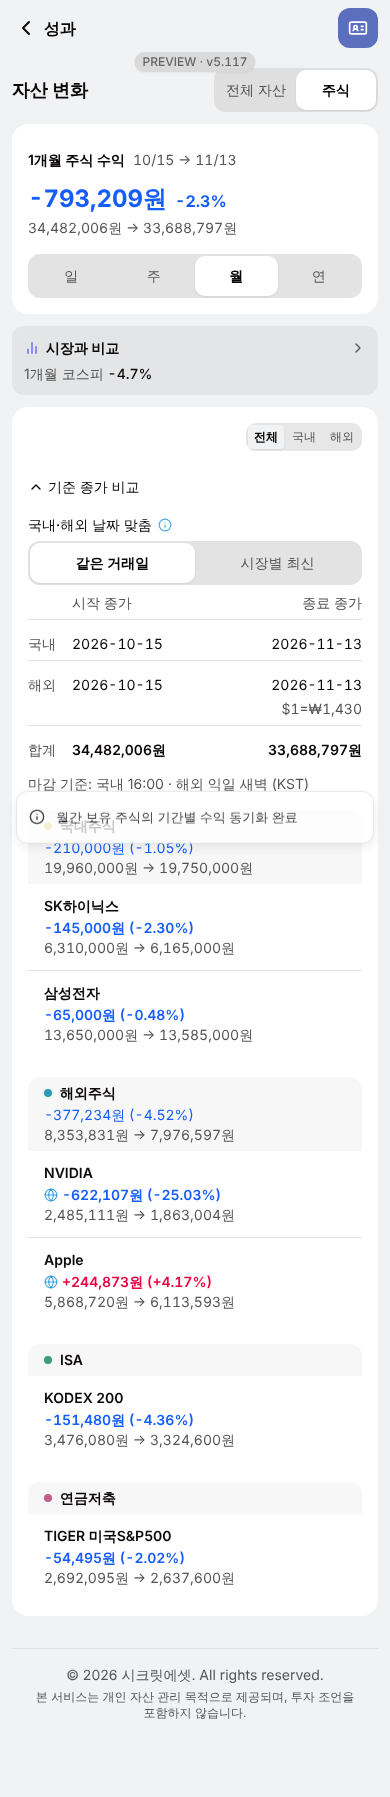 성과
PREVIEW · v5.117
자산 변화
전체 자산 주식
1개월 주식 수익 10/15 → 11/13
-793,209원 -2.3%
34,482,006원 → 33,688,797원
일 주 월 연
시장과 비교
1개월 코스피 -4.7%
전체 국내 해외
기준 종가 비교
국내·해외 날짜 맞춤
같은 거래일 시장별 최신
시작 종가 종료 종가
국내 2026-10-15 2026-11-13
해외 2026-10-15 2026-11-13
$1=₩1,430
합계 34,482,006원 33,688,797원
마감 기준: 국내 16:00 · 해외 익일 새벽 (KST)
월간 보유 주식의 기간별 수익 동기화 완료
국내주식
-210,000원 (-1.05%)
19,960,000원 → 19,750,000원
SK하이닉스
-145,000원 (-2.30%)
6,310,000원 → 6,165,000원
삼성전자
-65,000원 (-0.48%)
13,650,000원 → 13,585,000원
해외주식
-377,234원 (-4.52%)
8,353,831원 → 7,976,597원
NVIDIA
-622,107원 (-25.03%)
2,485,111원 → 1,863,004원
Apple
+244,873원 (+4.17%)
5,868,720원 → 6,113,593원
ISA
KODEX 200
-151,480원 (-4.36%)
3,476,080원 → 3,324,600원
연금저축
TIGER 미국S&P500
-54,495원 (-2.02%)
2,692,095원 → 2,637,600원
© 2026 시크릿에셋. All rights reserved.
본 서비스는 개인 자산 관리 목적으로 제공되며, 투자 조언을
포함하지 않습니다.